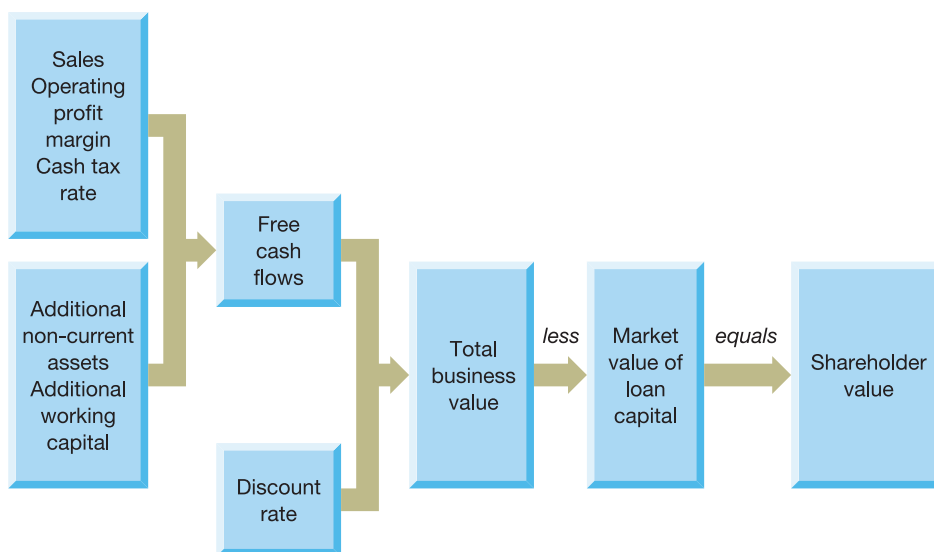 Sales
Operating
profit
margin
Cash tax
rate
Additional
non-current
assets
Additional
working
capital
Free
cash
flows
Discount
rate
Total
business
value
less
Market
value of
loan
capital
equals
Shareholder
value